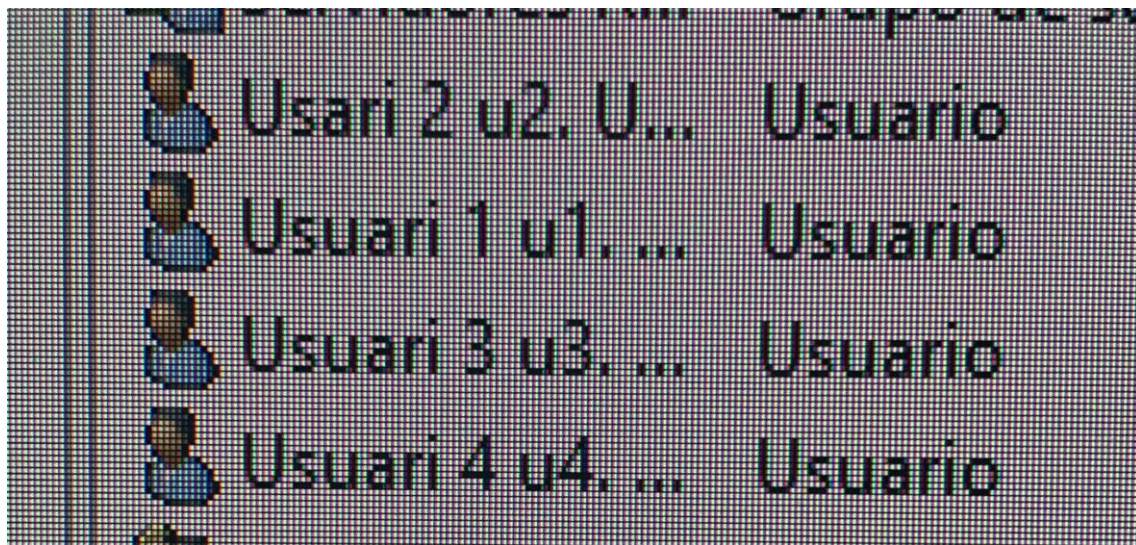 Usari 2 u2. U... Usuario
Usuari 1 u1. ... Usuario
Usuari 3 u3. ... Usuario
Usuari 4 u4. ... Usuario